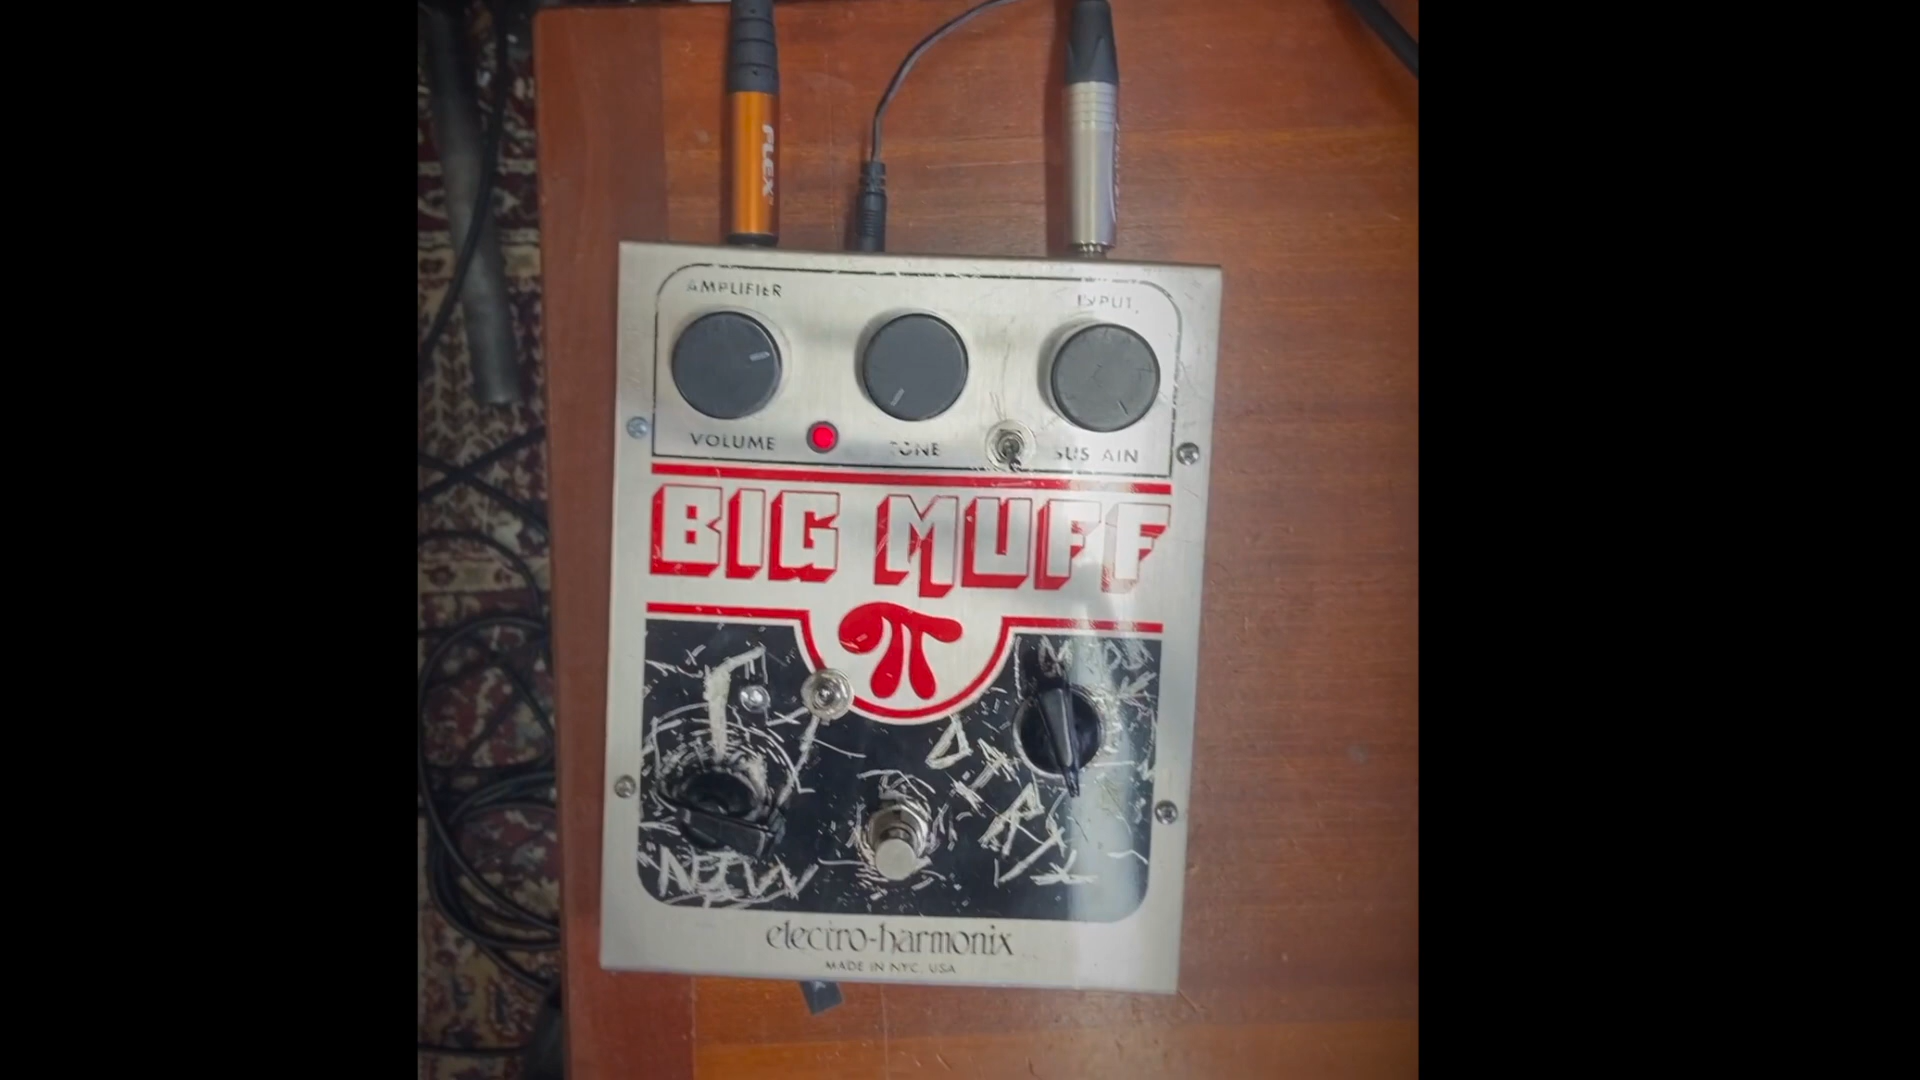 FLEX
AMPLIFIER
INPUT
VOLUME
TONE
SUSTAIN
BIG MUFF
π
electro-harmonix
MADE IN NYC, USA